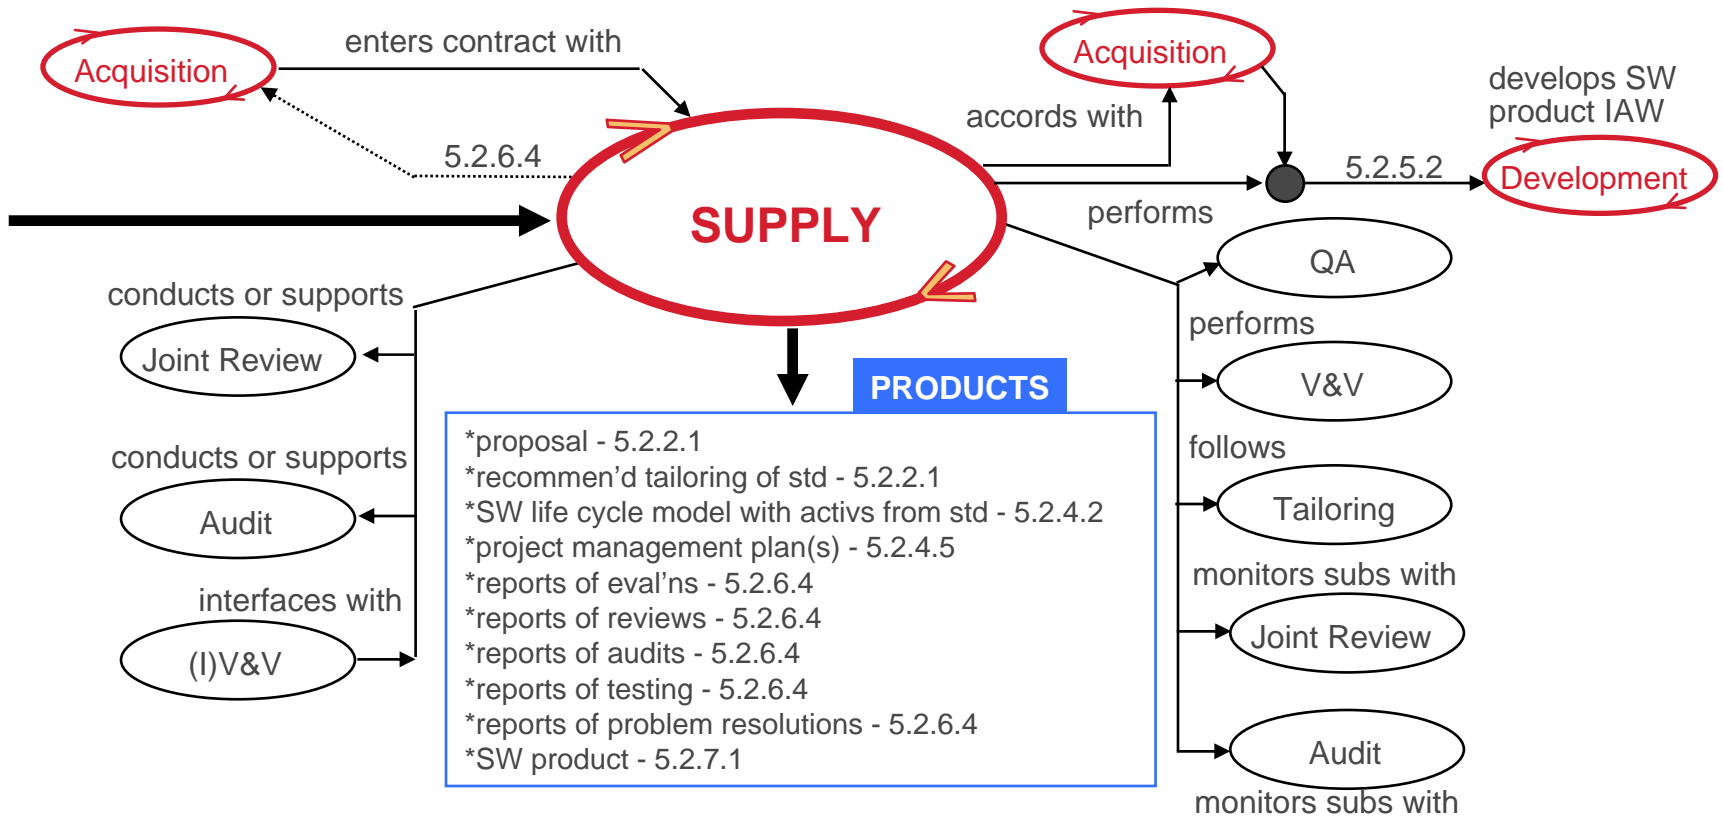 enters contract with
Acquisition
5.2.6.4
Acquisition
accords with
develops SW
product IAW
5.2.5.2
Development
performs
SUPPLY
QA
conducts or supports
Joint Review
performs
V&V
conducts or supports
Audit
follows
Tailoring
interfaces with
(I)V&V
monitors subs with
Joint Review
Audit
monitors subs with
PRODUCTS
*proposal - 5.2.2.1
*recommen'd tailoring of std - 5.2.2.1
*SW life cycle model with activs from std - 5.2.4.2
*project management plan(s) - 5.2.4.5
*reports of eval'ns - 5.2.6.4
*reports of reviews - 5.2.6.4
*reports of audits - 5.2.6.4
*reports of testing - 5.2.6.4
*reports of problem resolutions - 5.2.6.4
*SW product - 5.2.7.1